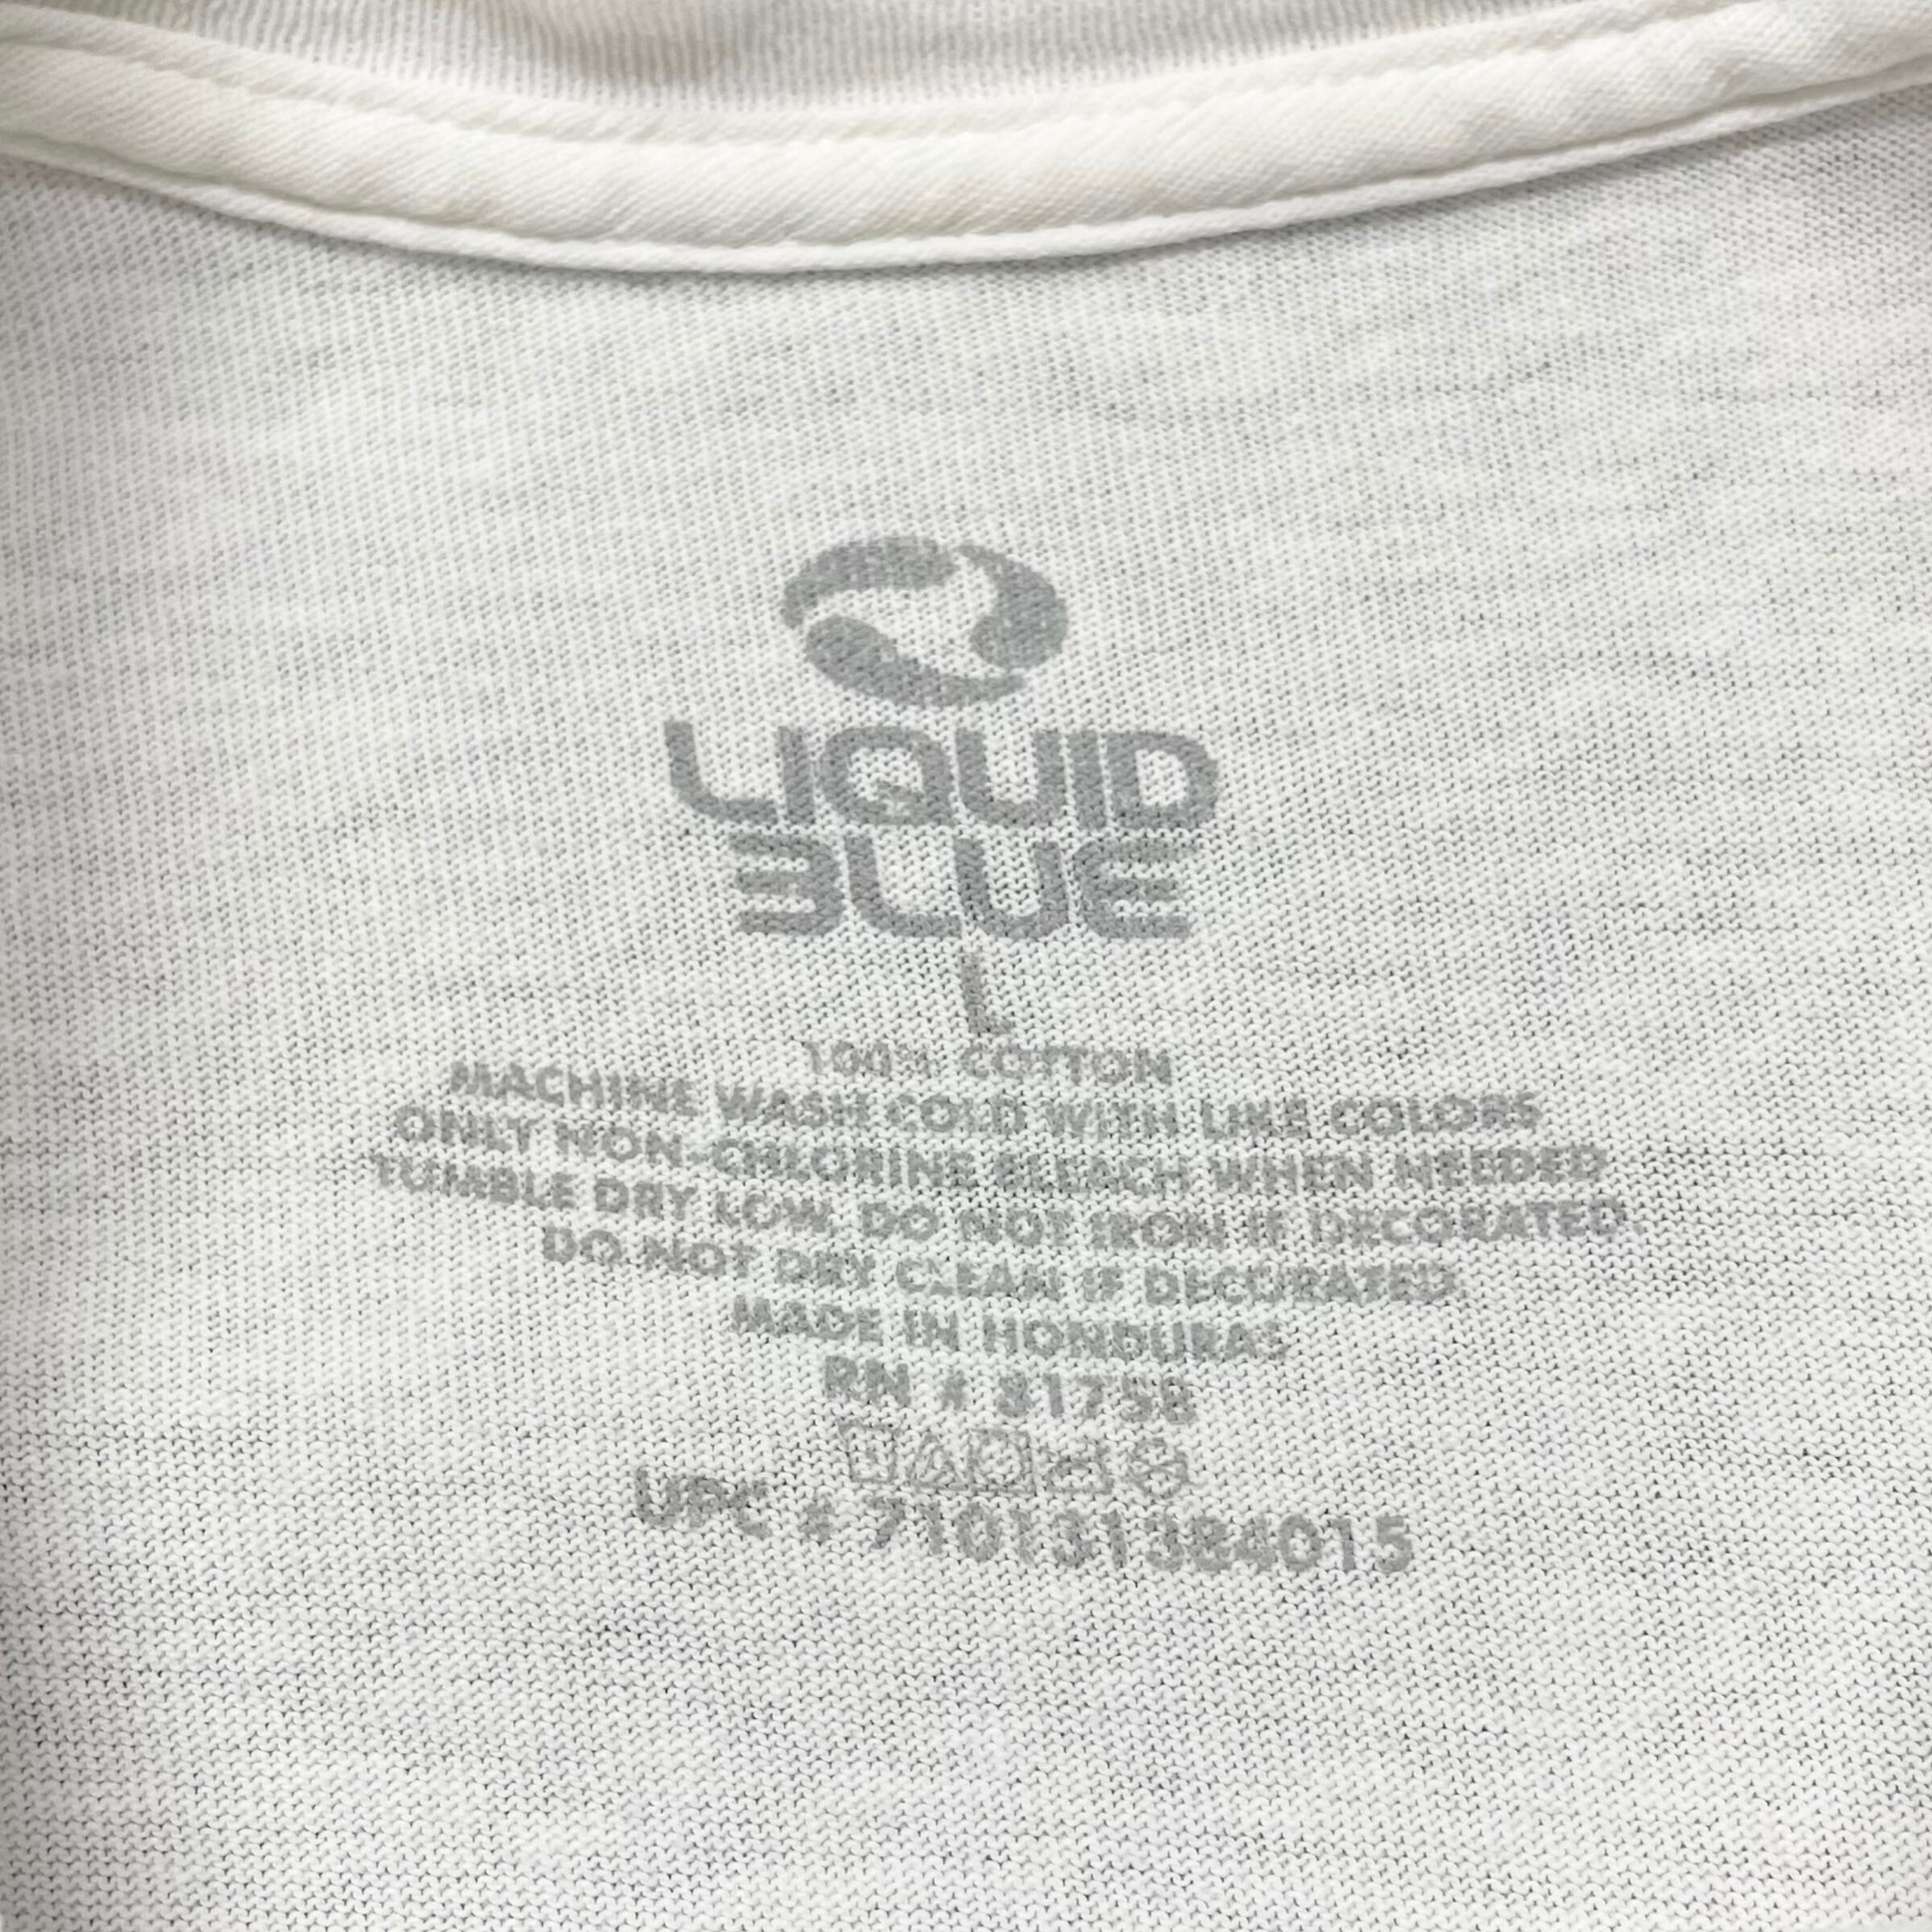 LIQUID
BLUE
L
100% COTTON
MACHINE WASH COLD WITH LIKE COLORS
ONLY NON-CHLORINE BLEACH WHEN NEEDED
TUMBLE DRY LOW. DO NOT IRON IF DECORATED.
DO NOT DRY CLEAN IF DECORATED.
MADE IN HONDURAS
RN # 81758
UPC # 710131384015